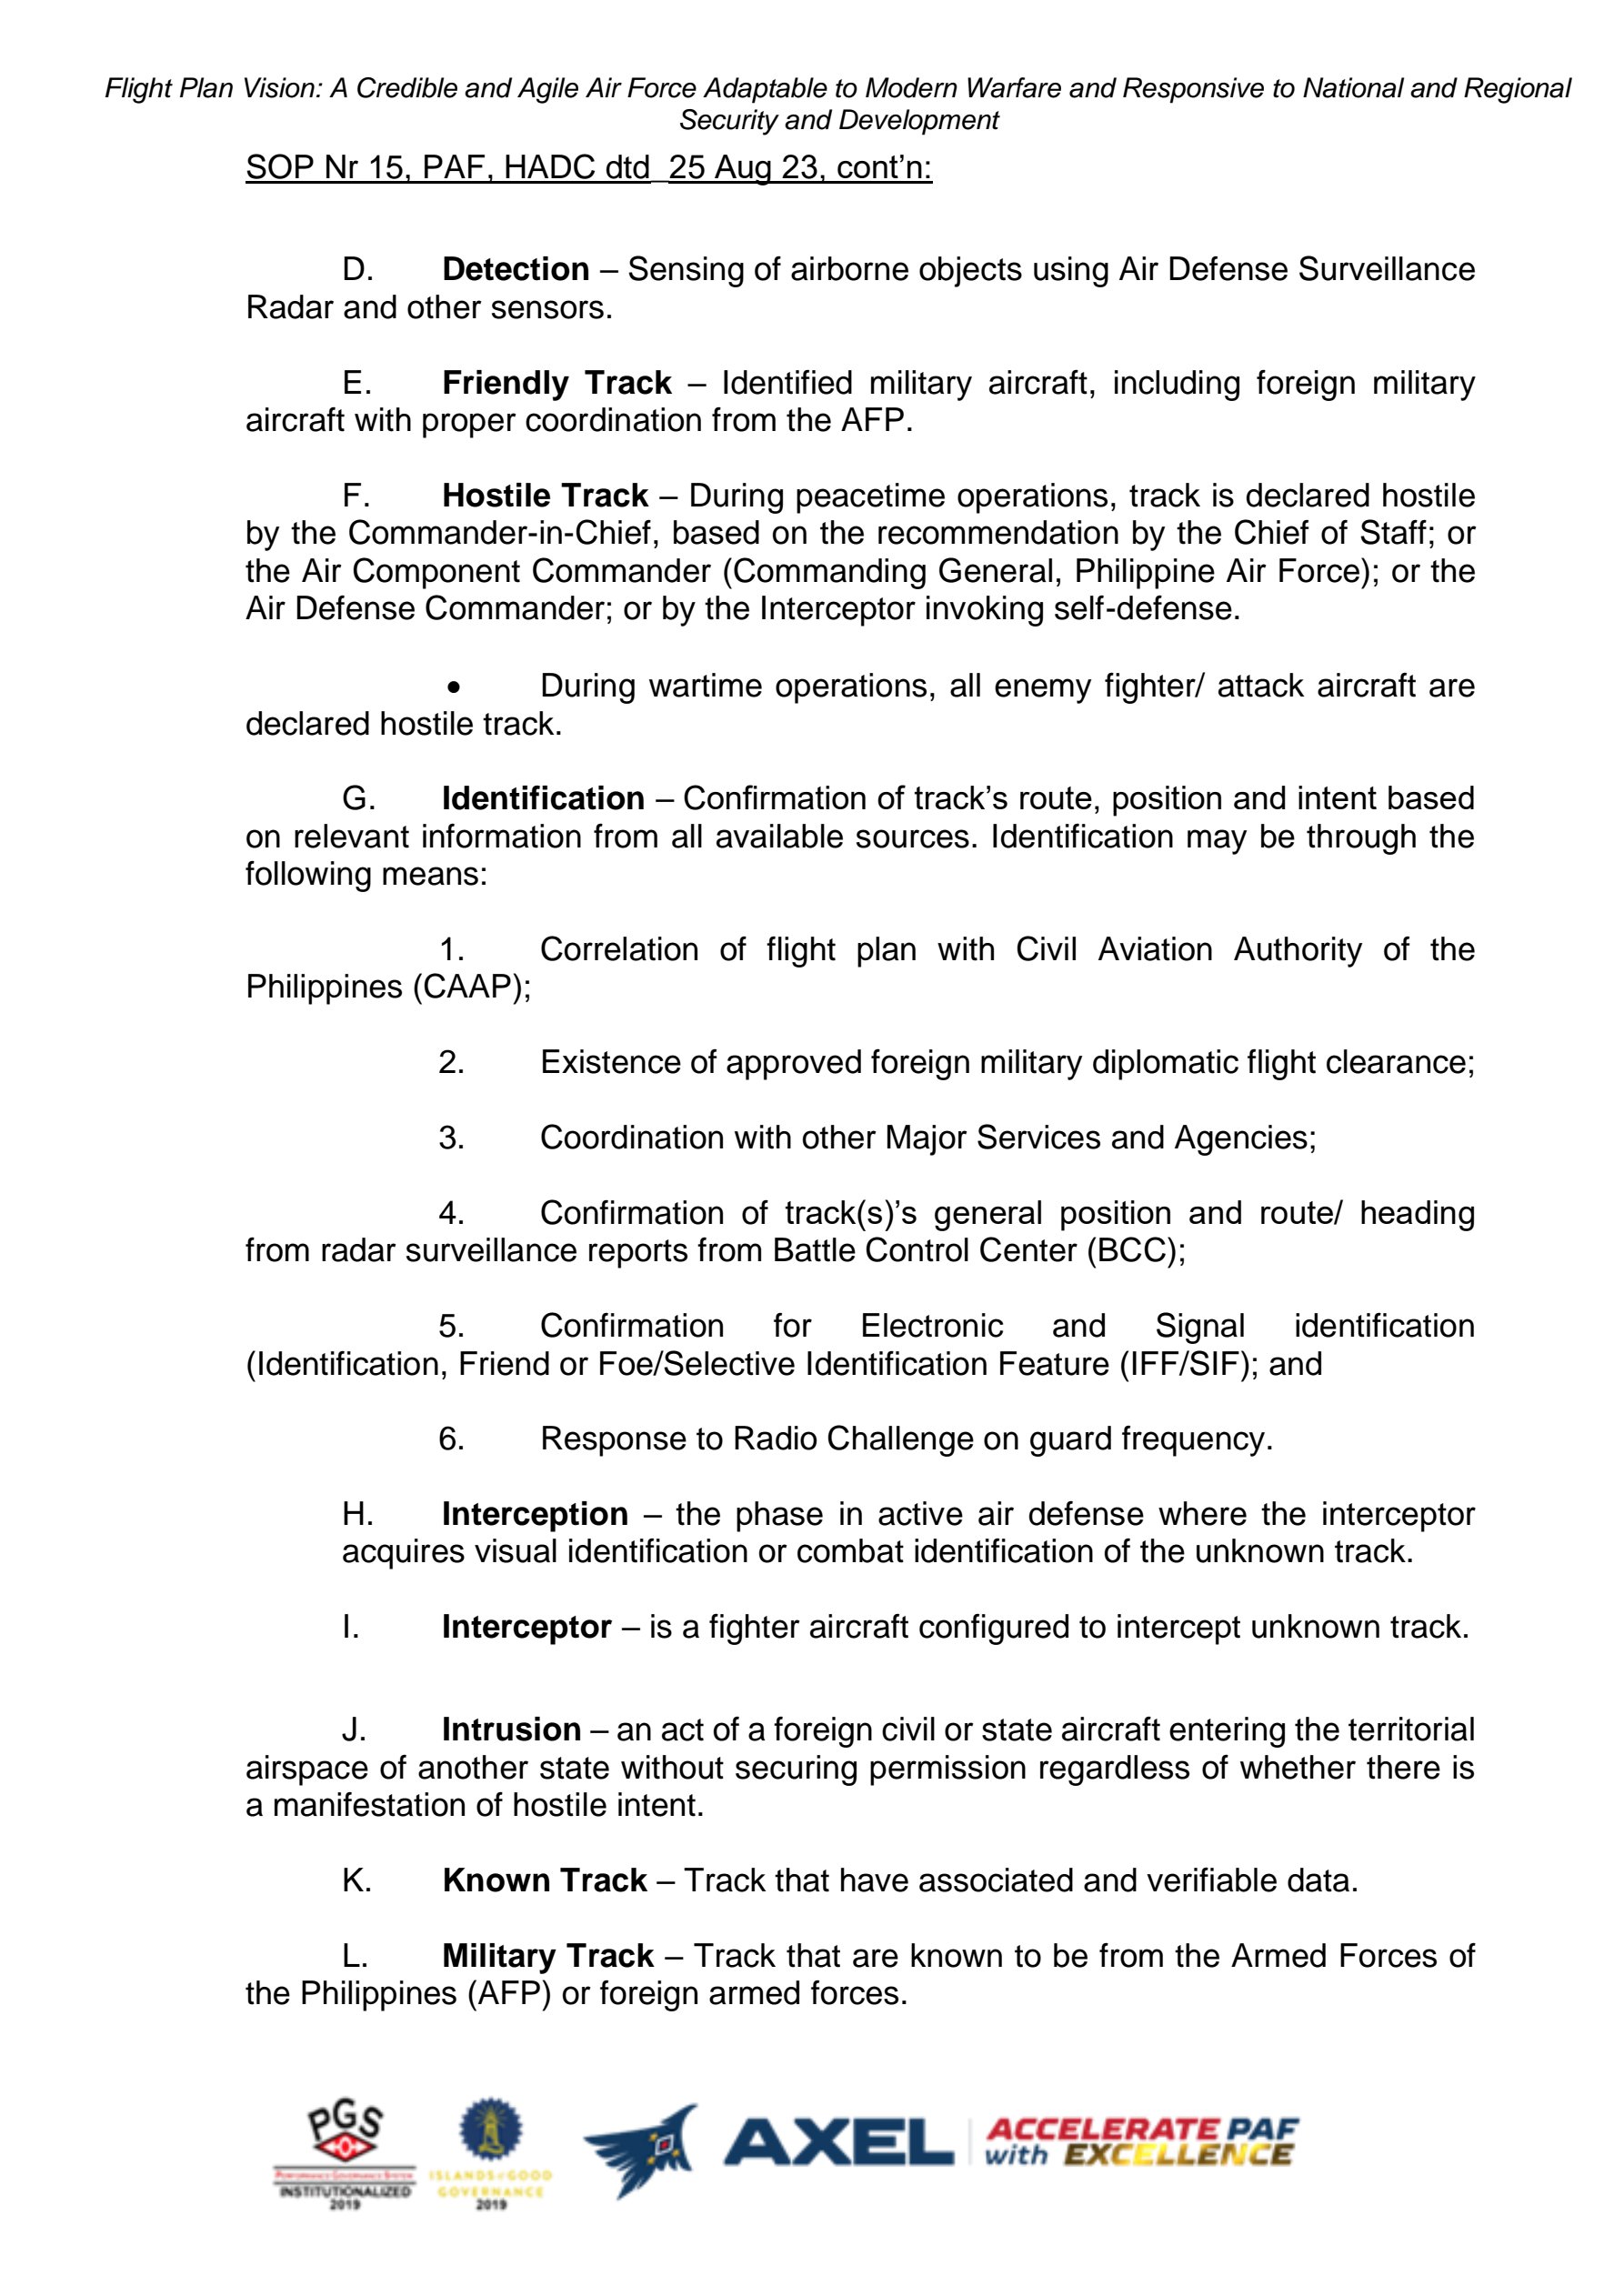 Flight Plan Vision: A Credible and Agile Air Force Adaptable to Modern Warfare and Responsive to National and Regional
Security and Development
SOP Nr 15, PAF, HADC dtd_25 Aug 23, cont’n:
D. Detection – Sensing of airborne objects using Air Defense Surveillance
Radar and other sensors.
E. Friendly Track – Identified military aircraft, including foreign military
aircraft with proper coordination from the AFP.
F. Hostile Track – During peacetime operations, track is declared hostile
by the Commander-in-Chief, based on the recommendation by the Chief of Staff; or
the Air Component Commander (Commanding General, Philippine Air Force); or the
Air Defense Commander; or by the Interceptor invoking self-defense.
• During wartime operations, all enemy fighter/ attack aircraft are
declared hostile track.
G. Identification – Confirmation of track’s route, position and intent based
on relevant information from all available sources. Identification may be through the
following means:
1. Correlation of flight plan with Civil Aviation Authority of the
Philippines (CAAP);
2. Existence of approved foreign military diplomatic flight clearance;
3. Coordination with other Major Services and Agencies;
4. Confirmation of track(s)’s general position and route/ heading
from radar surveillance reports from Battle Control Center (BCC);
5. Confirmation for Electronic and Signal identification
(Identification, Friend or Foe/Selective Identification Feature (IFF/SIF); and
6. Response to Radio Challenge on guard frequency.
H. Interception – the phase in active air defense where the interceptor
acquires visual identification or combat identification of the unknown track.
I. Interceptor – is a fighter aircraft configured to intercept unknown track.
J. Intrusion – an act of a foreign civil or state aircraft entering the territorial
airspace of another state without securing permission regardless of whether there is
a manifestation of hostile intent.
K. Known Track – Track that have associated and verifiable data.
L. Military Track – Track that are known to be from the Armed Forces of
the Philippines (AFP) or foreign armed forces.
PGS
PERFORMANCE GOVERNANCE SYSTEM
INSTITUTIONALIZED
2019
ISLANDS of GOOD
GOVERNANCE
2019
AXEL
ACCELERATE PAF
with EXCELLENCE